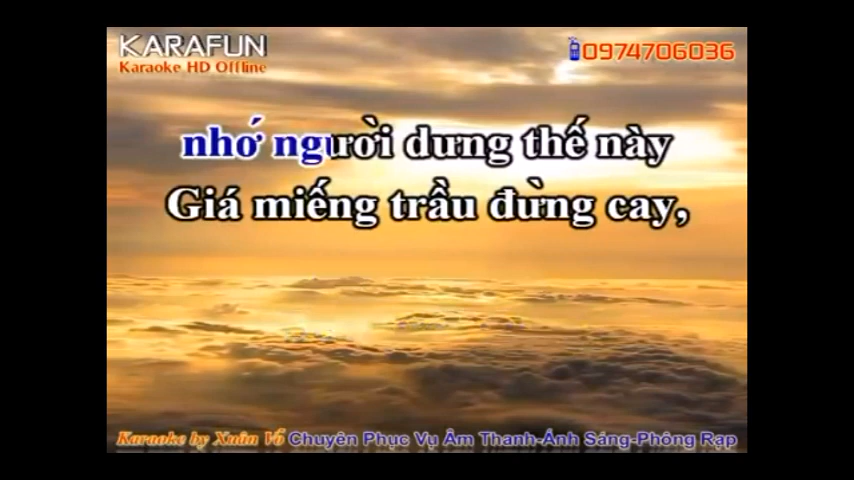 KARAFUN
Karaoke HD Offline
0974706036
nhớ người dưng thế này
Giá miếng trầu đừng cay,
Karaoke by Xuân Võ Chuyên Phục Vụ Âm Thanh-Ánh Sáng-Phông Rạp